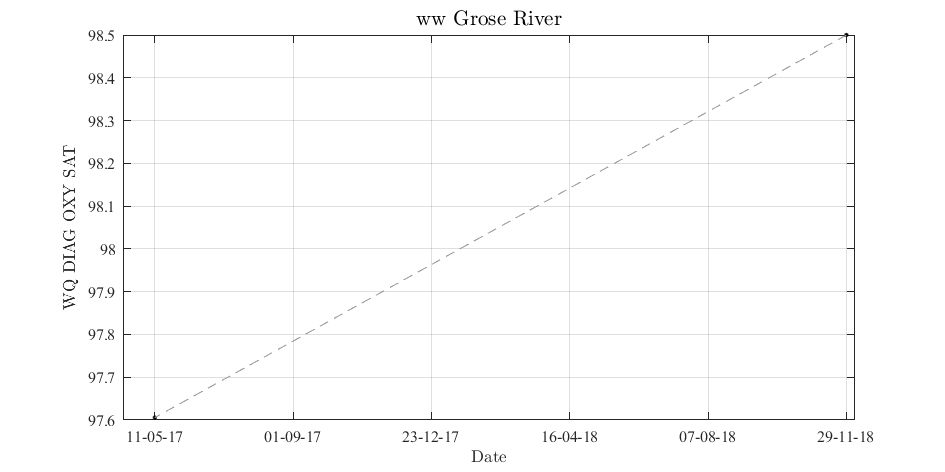 ww Grose River
98.5
98.4
98.3
98.2
98.1
98
97.9
97.8
97.7
97.6
WQ DIAG OXY SAT
11-05-17 01-09-17 23-12-17 16-04-18 07-08-18 29-11-18
Date